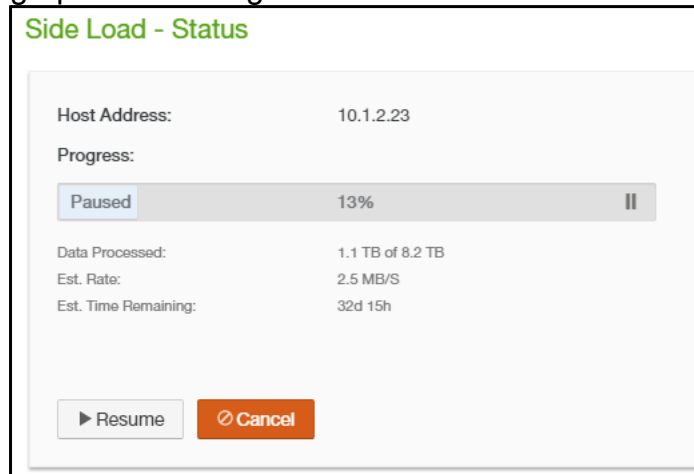 Side Load - Status
Host Address: 10.1.2.23
Progress:
Paused 13%
Data Processed: 1.1 TB of 8.2 TB
Est. Rate: 2.5 MB/S
Est. Time Remaining: 32d 15h
Resume Cancel